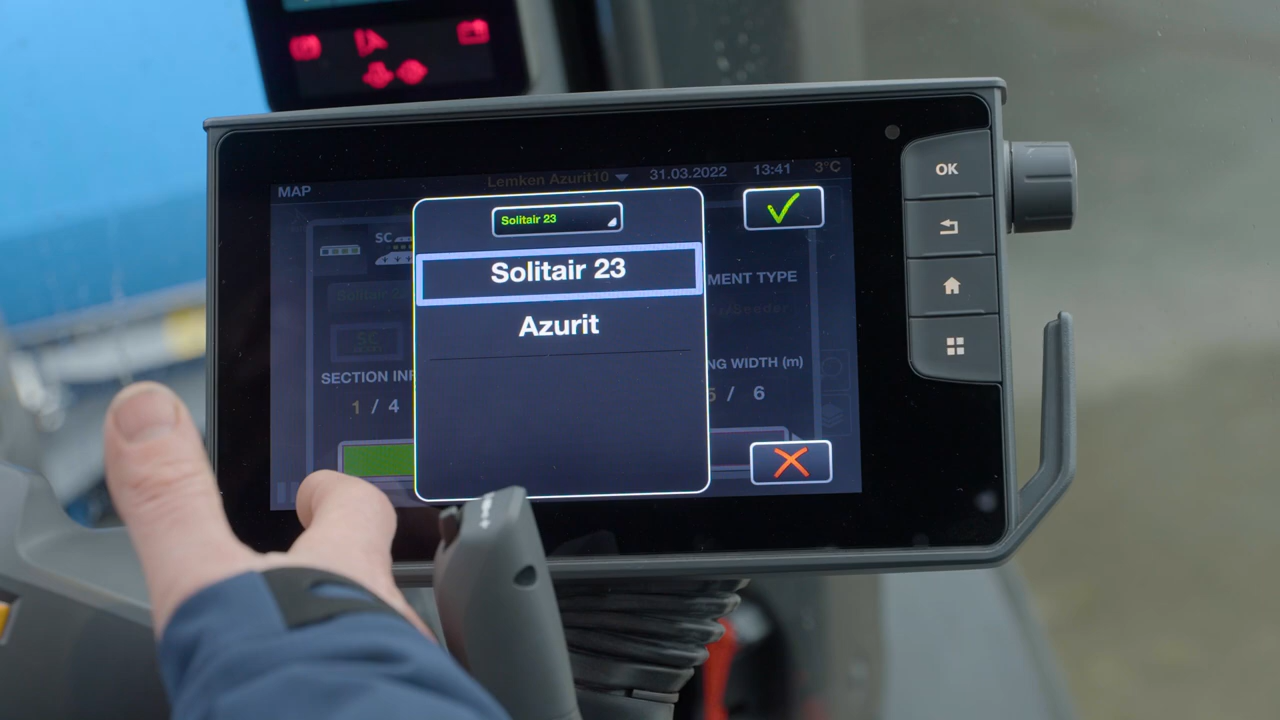 MAP
Lemken Azurit10
31.03.2022
13:41
3°C
OK
SC
Solitair 23
Solitair 23
Azurit
MENT TYPE
SC
SECTION INF
1 / 4
NG WIDTH (m)
/ 6